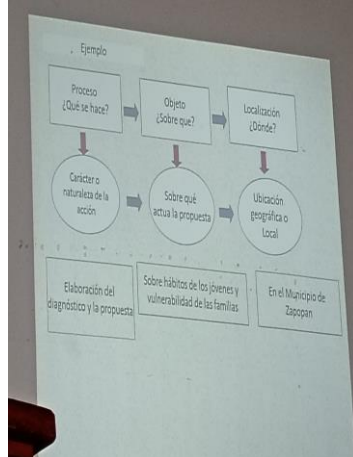 Ejemplo
Proceso
¿Qué se hace?
Objeto
¿Sobre que?
Localización
¿Dónde?
Carácter o
naturaleza de la
acción
Sobre qué
actua la propuesta
Ubicación
geográfica o
Local
Elaboración del
diagnóstico y la propuesta
Sobre hábitos de los jóvenes y
vulnerabilidad de las familias
En el Municipio de
Zapopan